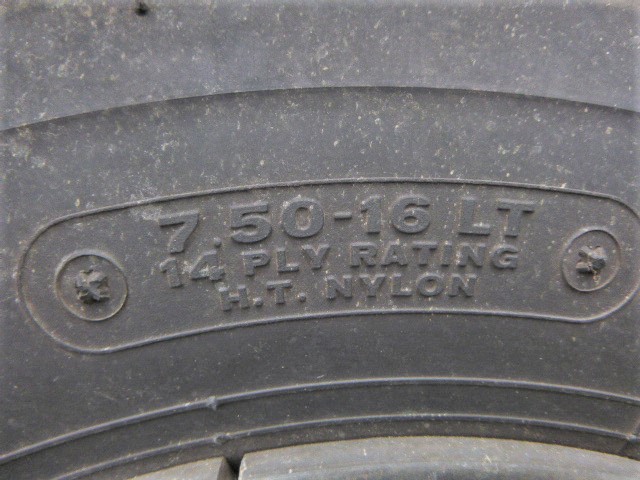 7.50-16 LT
14 PLY RATING
H.T. NYLON